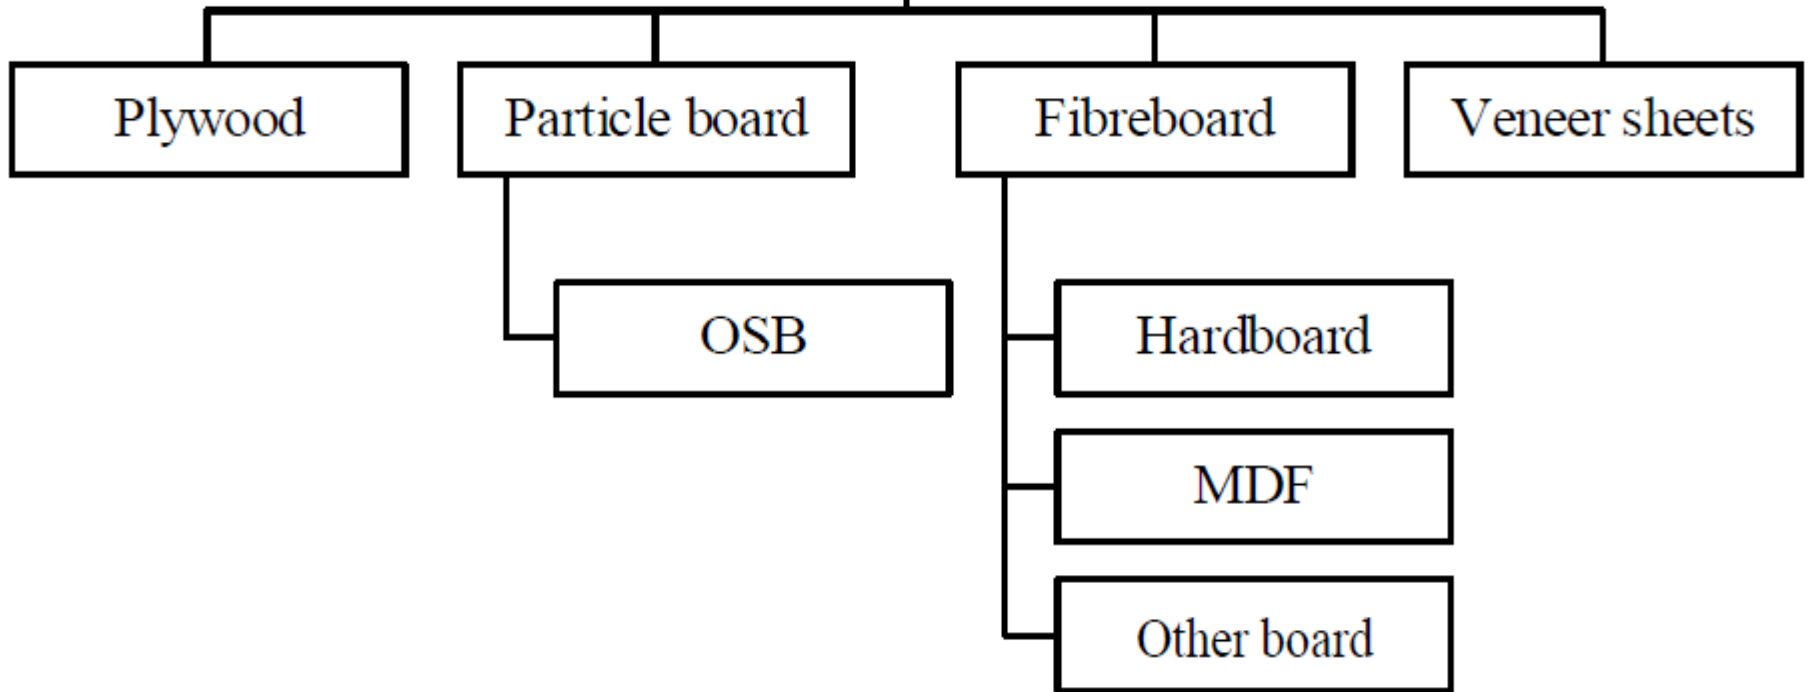 Plywood
Particle board
Fibreboard
Veneer sheets
OSB
Hardboard
MDF
Other board